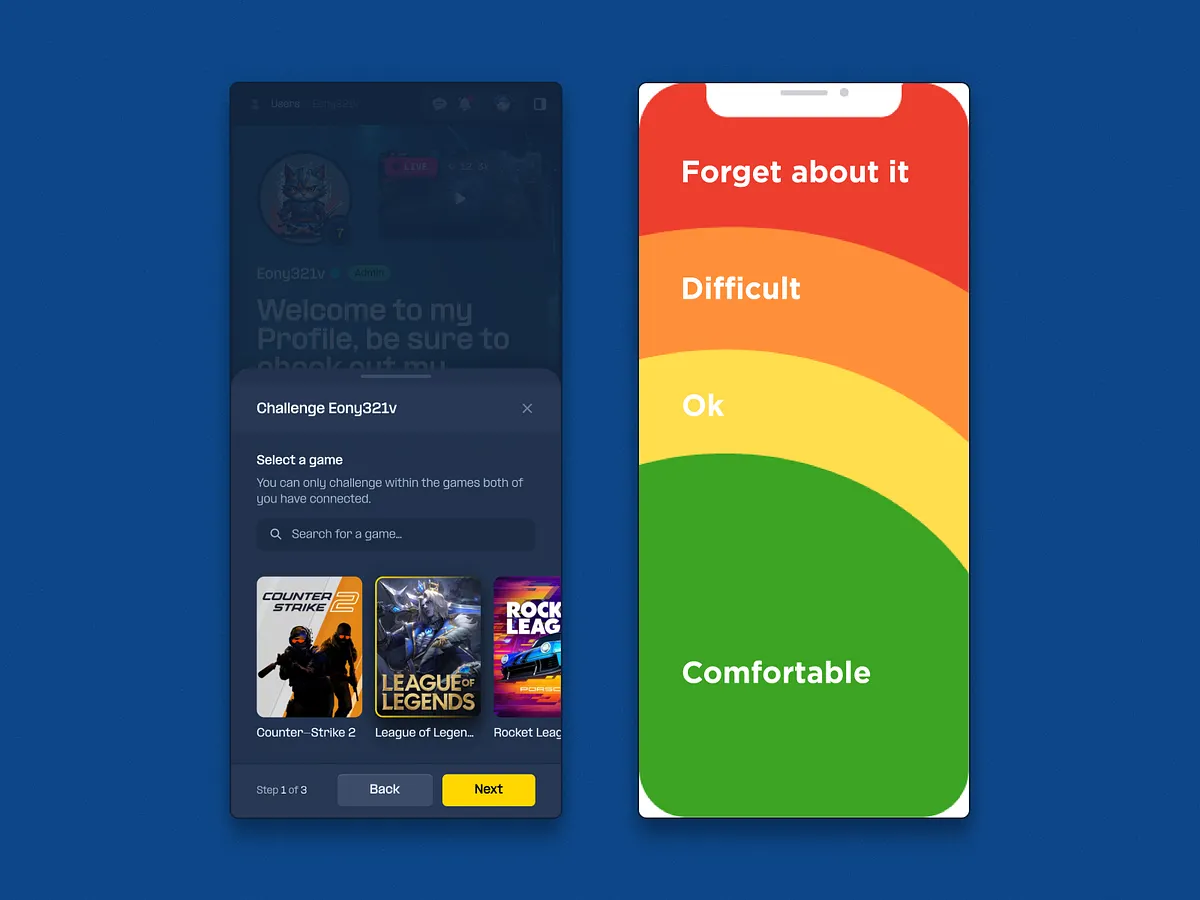 Users
Eony321v
LIVE
7
Eony321v
Admin
Welcome to my
Profile, be sure to
check out my
Challenge Eony321v
Select a game
You can only challenge within the games both of
you have connected.
Search for a game...
COUNTER
STRIKE 2
LEAGUE OF
LEGENDS
ROCK
LEAG
PORSC
Counter-Strike 2
League of Legen...
Rocket Leag
Step 1 of 3
Back
Next
Forget about it
Difficult
Ok
Comfortable